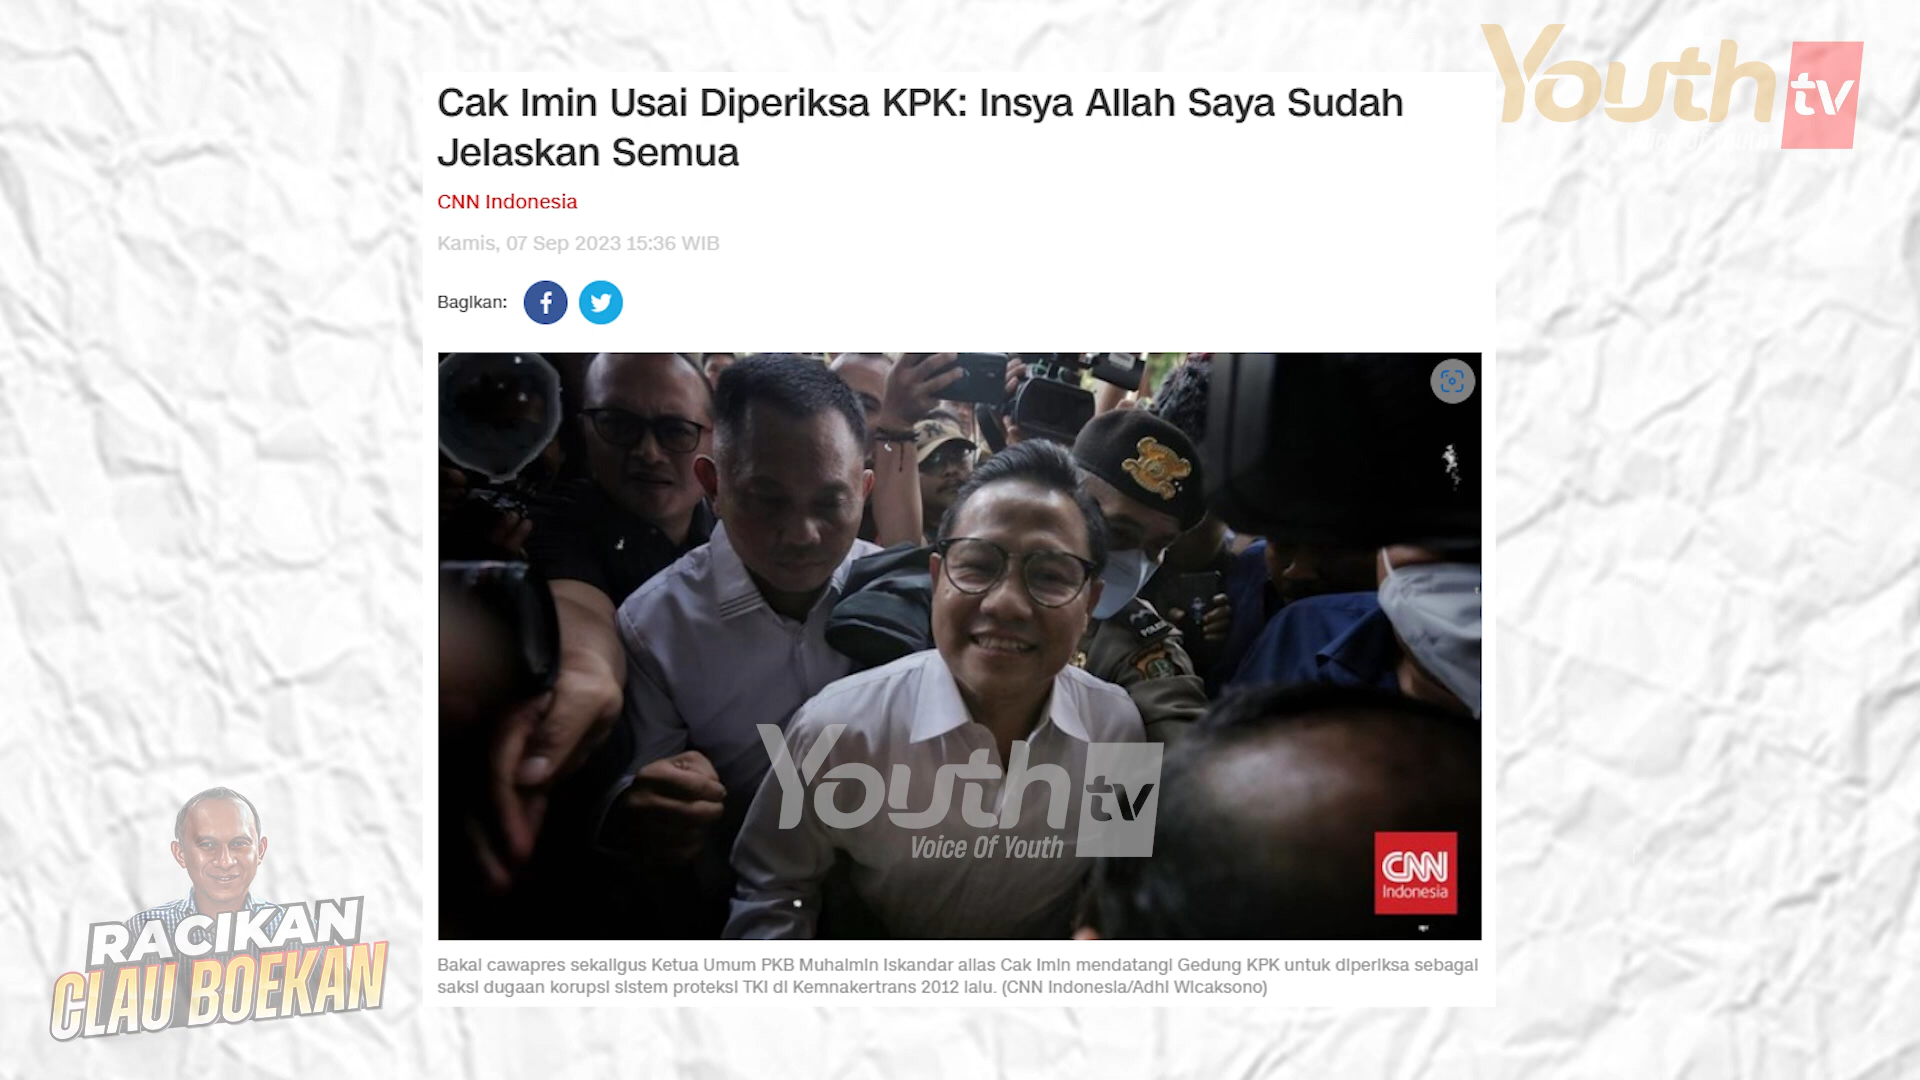 Youth tv
Cak Imin Usai Diperiksa KPK: Insya Allah Saya Sudah
Jelaskan Semua
CNN Indonesia
Kamis, 07 Sep 2023 15:36 WIB
Bagikan:
Youth tv
Voice Of Youth
CNN
Indonesia
RACIKAN
CLAU BOEKAN
Bakal cawapres sekaligus Ketua Umum PKB Muhaimin Iskandar alias Cak Imin mendatangi Gedung KPK untuk diperiksa sebagai
saksi dugaan korupsi sistem proteksi TKI di Kemnakertrans 2012 lalu. (CNN Indonesia/Adhi Wicaksono)